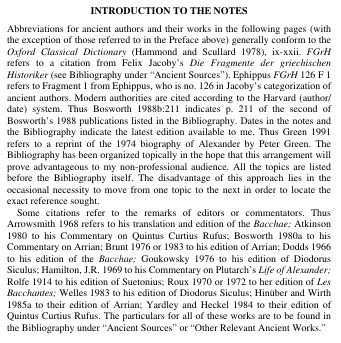 INTRODUCTION TO THE NOTES
Abbreviations for ancient authors and their works in the following pages (with
the exception of those referred to in the Preface above) generally conform to the
Oxford Classical Dictionary (Hammond and Scullard 1978), ix-xxii. FGrH
refers to a citation from Felix Jacoby's Die Fragmente der griechischen
Historiker (see Bibliography under “Ancient Sources”). Ephippus FGrH 126 F 1
refers to Fragment 1 from Ephippus, who is no. 126 in Jacoby's categorization of
ancient authors. Modern authorities are cited according to the Harvard (author/
date) system. Thus Bosworth 1988b:211 indicates p. 211 of the second of
Bosworth's 1988 publications listed in the Bibliography. Dates in the notes and
the Bibliography indicate the latest edition available to me. Thus Green 1991
refers to a reprint of the 1974 biography of Alexander by Peter Green. The
Bibliography has been organized topically in the hope that this arrangement will
prove advantageous to my non-professional audience. All the topics are listed
before the Bibliography itself. The disadvantage of this approach lies in the
occasional necessity to move from one topic to the next in order to locate the
exact reference sought.
Some citations refer to the remarks of editors or commentators. Thus
Arrowsmith 1968 refers to his translation and edition of the Bacchae; Atkinson
1980 to his Commentary on Quintus Curtius Rufus; Bosworth 1980a to his
Commentary on Arrian; Brunt 1976 or 1983 to his edition of Arrian; Dodds 1966
to his edition of the Bacchae; Goukowsky 1976 to his edition of Diodorus
Siculus; Hamilton, J.R. 1969 to his Commentary on Plutarch's Life of Alexander;
Rolfe 1914 to his edition of Suetonius; Roux 1970 or 1972 to her edition of Les
Bacchantes; Welles 1983 to his edition of Diodorus Siculus; Hinüber and Wirth
1985a to their edition of Arrian; Yardley and Heckel 1984 to their edition of
Quintus Curtius Rufus. The particulars for all of these works are to be found in
the Bibliography under “Ancient Sources” or “Other Relevant Ancient Works.”